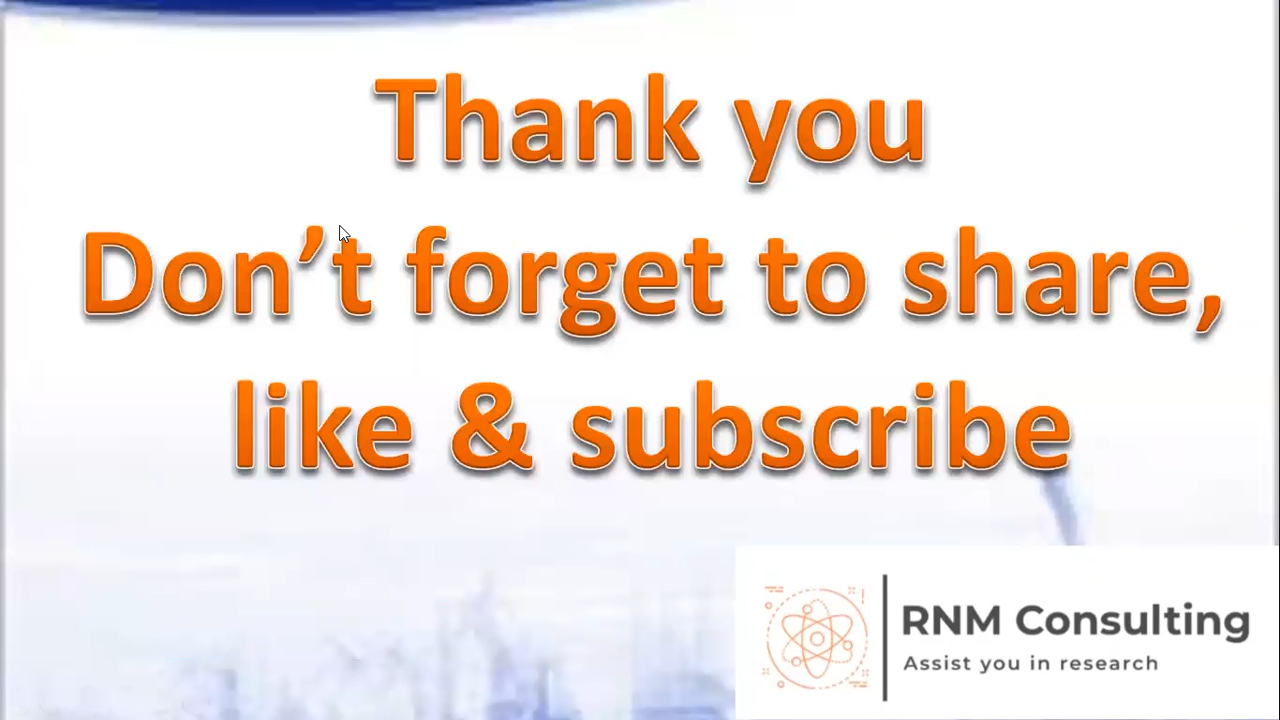 Thank you
Don’t forget to share,
like & subscribe
RNM Consulting
Assist you in research